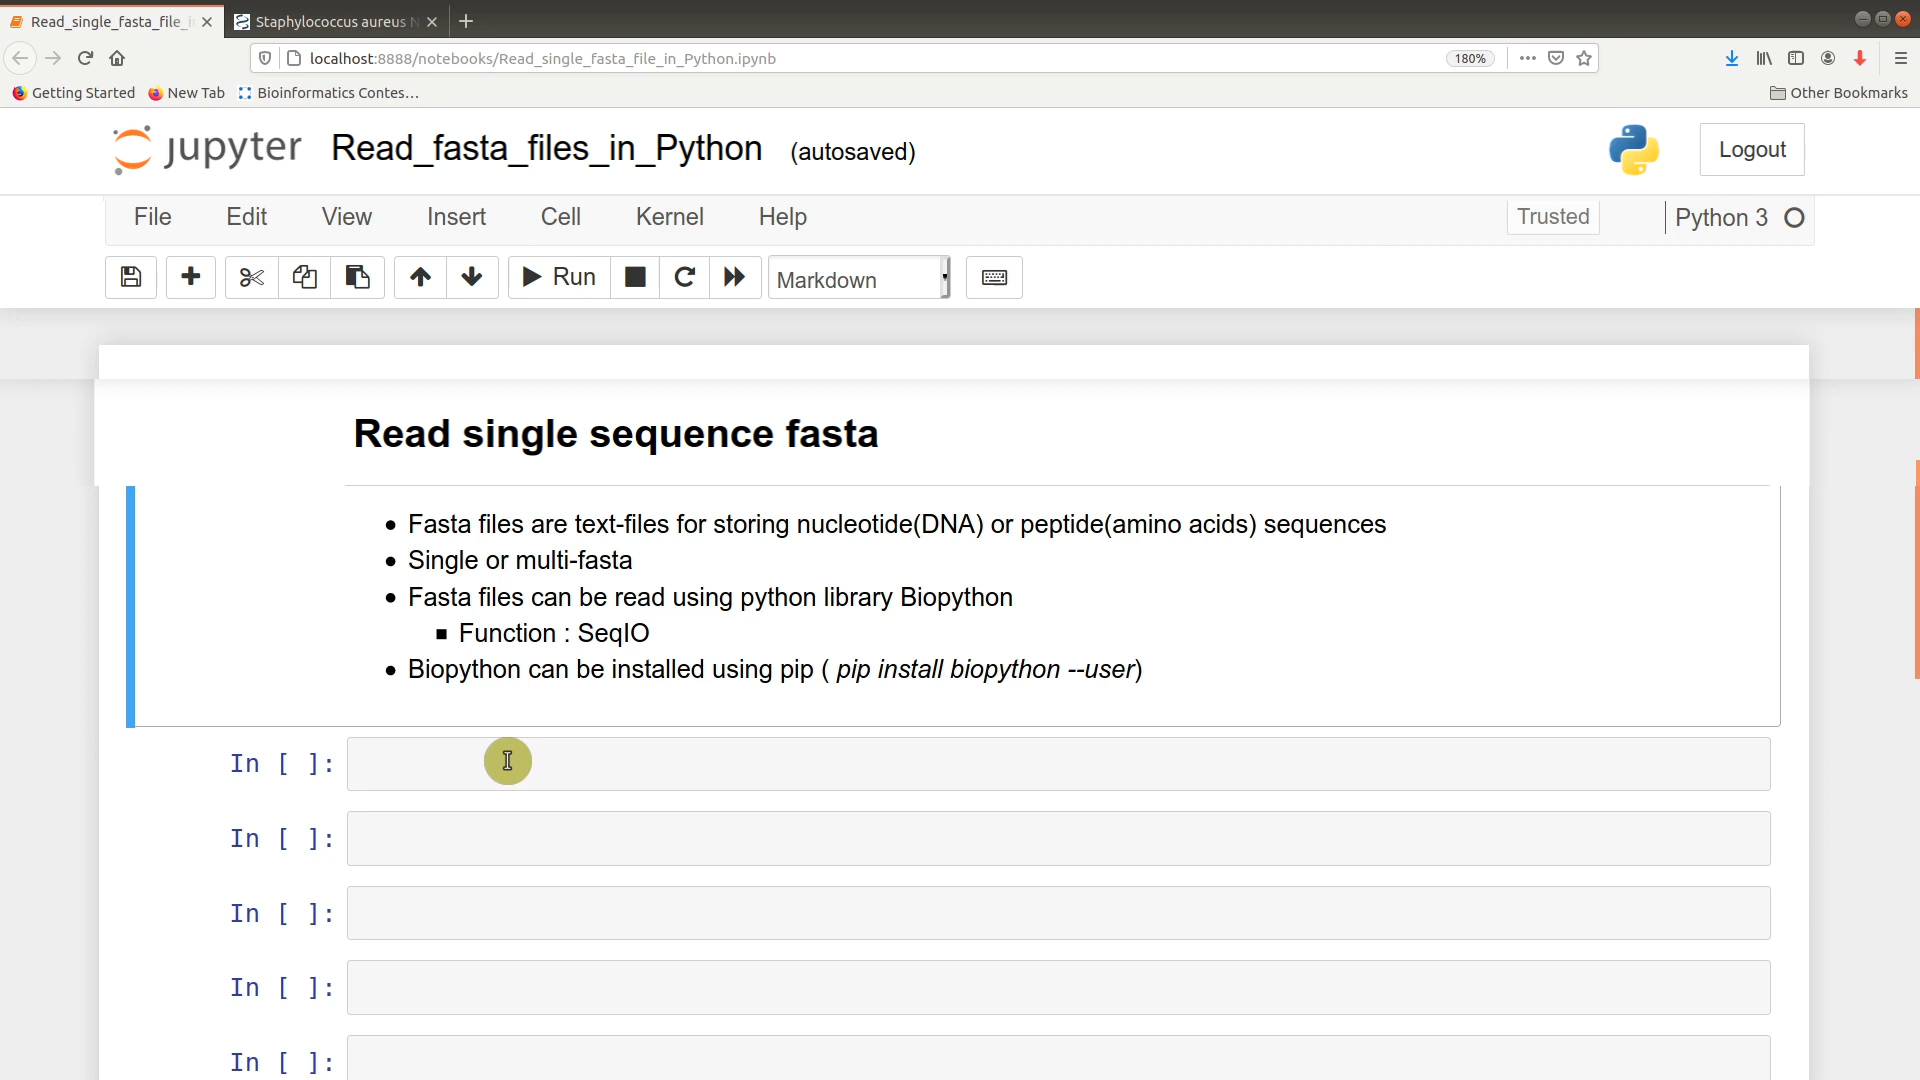 Read_single_fasta_file_i
Staphylococcus aureus N
localhost:8888/notebooks/Read_single_fasta_file_in_Python.ipynb
180%
Getting Started
New Tab
Bioinformatics Contes…
Other Bookmarks
jupyter
Read_fasta_files_in_Python (autosaved)
Logout
File Edit View Insert Cell Kernel Help
Trusted
Python 3
Run
Markdown
Read single sequence fasta
Fasta files are text-files for storing nucleotide(DNA) or peptide(amino acids) sequences
Single or multi-fasta
Fasta files can be read using python library Biopython
Function : SeqIO
Biopython can be installed using pip ( pip install biopython --user)
In [ ]:
In [ ]:
In [ ]:
In [ ]:
In [ ]: